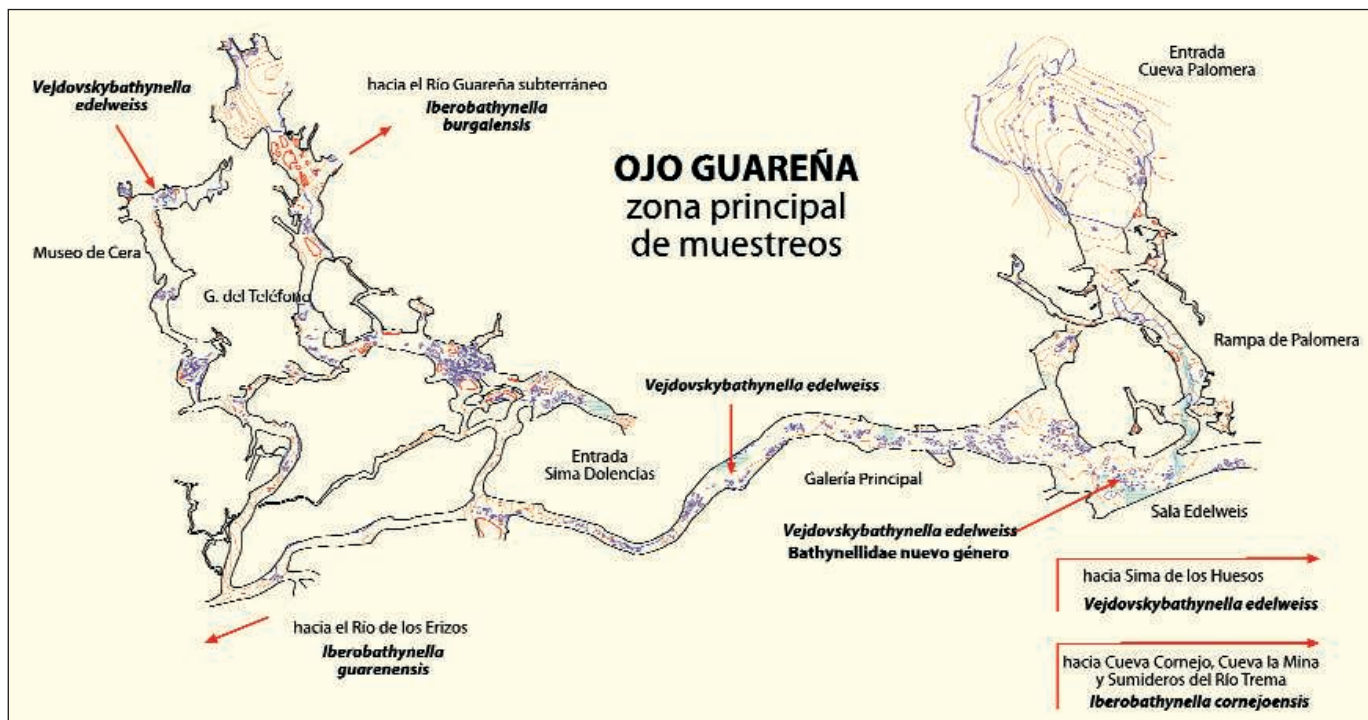 Vejdovskybathynella
edelweiss
hacia el Río Guareña subterráneo
Iberobathynella
burgalensis
Entrada
Cueva Palomera
OJO GUAREÑA
zona principal
de muestreos
Museo de Cera
G. del Teléfono
Rampa de Palomera
Vejdovskybathynella edelweiss
Entrada
Sima Dolencias
Galería Principal
Sala Edelweis
Vejdovskybathynella edelweiss
Bathynellidae nuevo género
hacia Sima de los Huesos
Vejdovskybathynella edelweiss
hacia el Río de los Erizos
Iberobathynella
guarenensis
hacia Cueva Cornejo, Cueva la Mina
y Sumideros del Río Trema
Iberobathynella cornejoensis